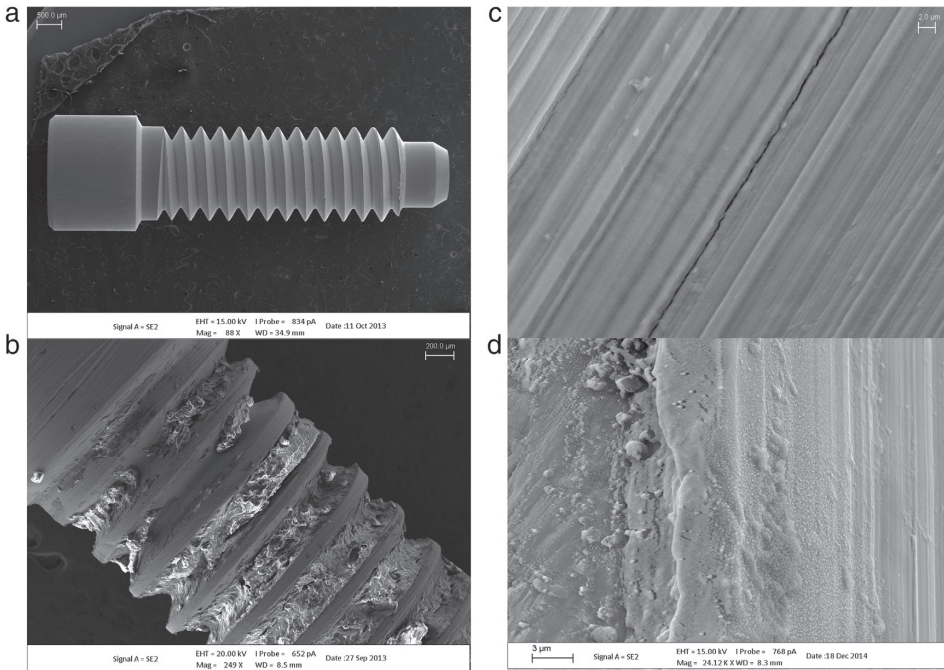 a
500.0 µm
Signal A = SE2
EHT = 15.00 kV I Probe = 834 pA
Mag = 88 X WD = 34.9 mm
Date :11 Oct 2013
b
200.0 µm
Signal A = SE2
EHT = 20.00 kV I Probe = 652 pA
Mag = 249 X WD = 8.5 mm
Date :27 Sep 2013
c
2.0 µm
d
3 µm
Signal A = SE2
EHT = 15.00 kV I Probe = 768 pA
Mag = 24.12 K X WD = 8.3 mm
Date :18 Dec 2014